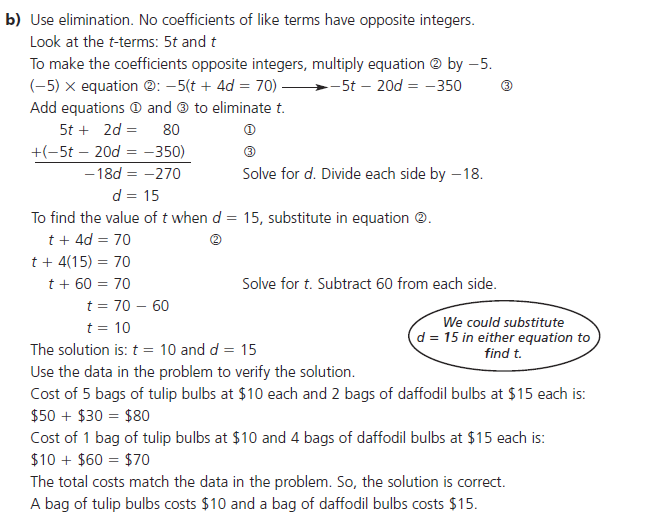 b) Use elimination. No coefficients of like terms have opposite integers.
Look at the t-terms: 5t and t
To make the coefficients opposite integers, multiply equation ② by −5.
(−5) × equation ②: −5(t + 4d = 70) ⟶ −5t − 20d = −350 ③
Add equations ① and ③ to eliminate t.
5t + 2d = 80 ①
+(−5t − 20d = −350) ③
−18d = −270 Solve for d. Divide each side by −18.
d = 15
To find the value of t when d = 15, substitute in equation ②.
t + 4d = 70 ②
t + 4(15) = 70
t + 60 = 70 Solve for t. Subtract 60 from each side.
t = 70 − 60
t = 10
We could substitute
d = 15 in either equation to
find t.
The solution is: t = 10 and d = 15
Use the data in the problem to verify the solution.
Cost of 5 bags of tulip bulbs at $10 each and 2 bags of daffodil bulbs at $15 each is:
$50 + $30 = $80
Cost of 1 bag of tulip bulbs at $10 and 4 bags of daffodil bulbs at $15 each is:
$10 + $60 = $70
The total costs match the data in the problem. So, the solution is correct.
A bag of tulip bulbs costs $10 and a bag of daffodil bulbs costs $15.